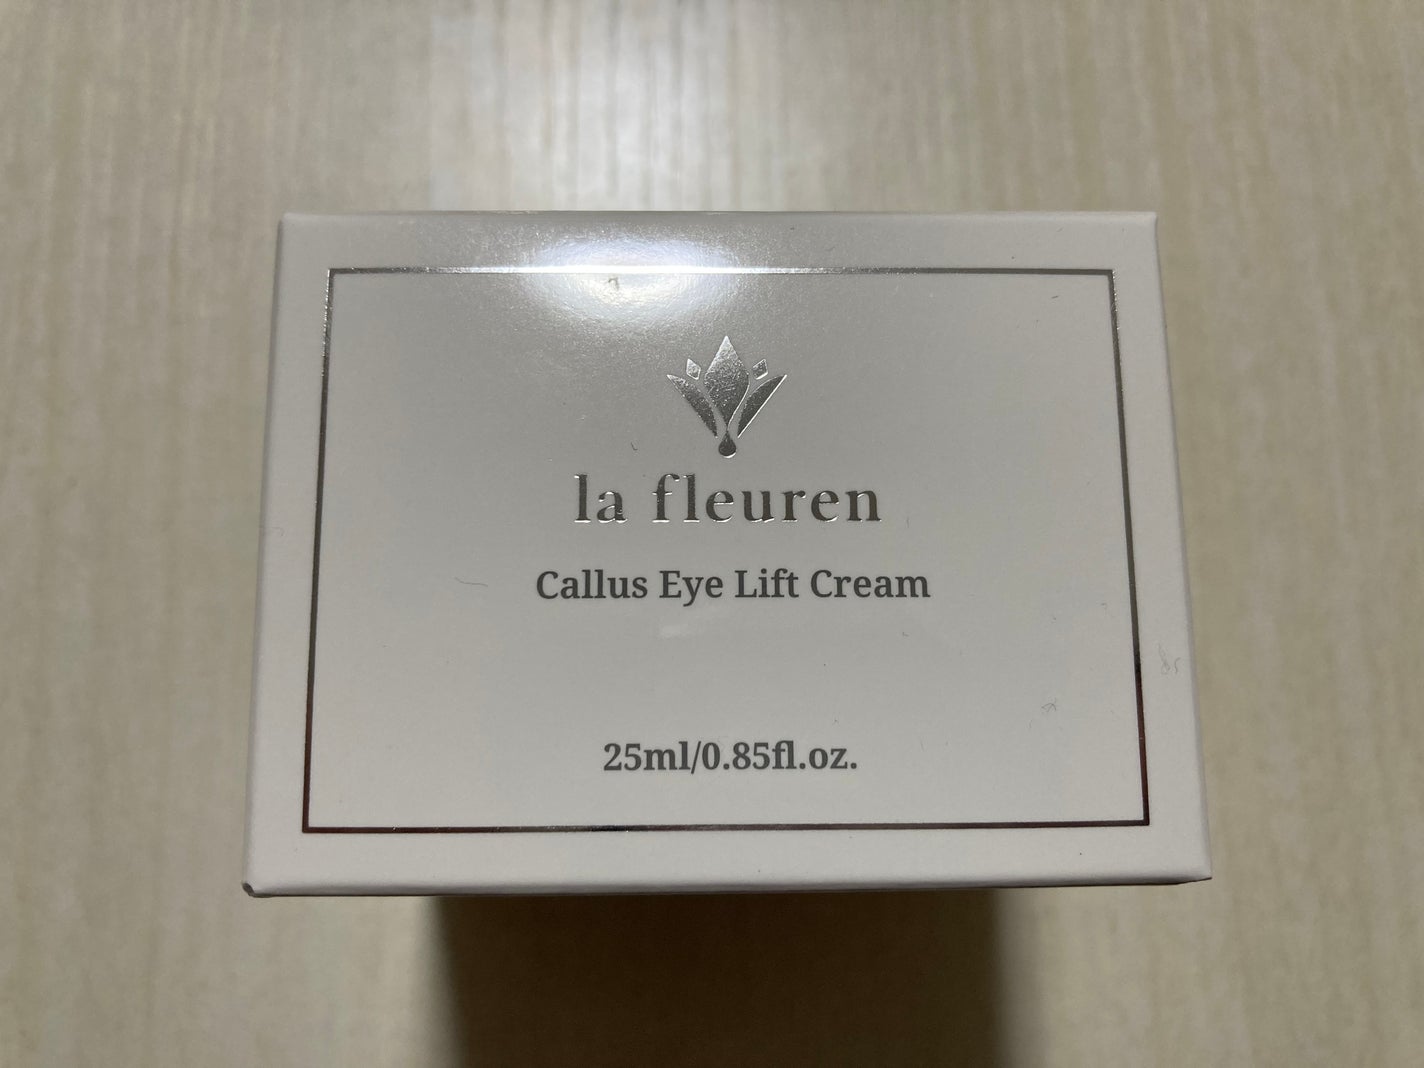 la fleuren
Callus Eye Lift Cream
25ml/0.85fl.oz.